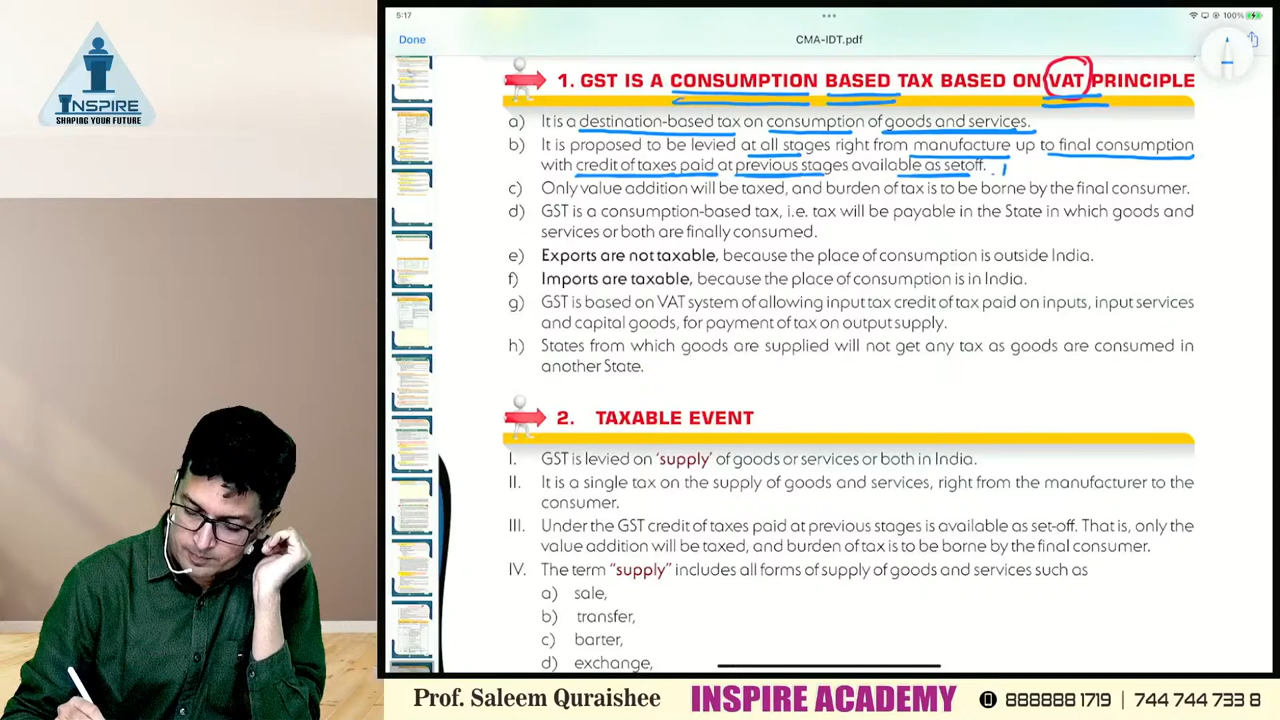 5:17
100%
Done
CMA-IDT.pdf
INSPIRE
SHAPING YOUR FUTURE
1. IT IS A CONSUMPTION BASED TAX/ BASED ON VAT PRINCIPLE
a) It is destination-based tax on consumption of goods and services.
b) Proposed to be levied at all stages right from manufacture up to final consumption
with credit of taxes paid at previous stages available as setoff.
c) Only value addition will be taxed, and burden of tax is to be borne by the final consumer.
d) GST is a consumption-based tax, i.e. tax will be payable in the State in which goods and
services or both are finally consumed.
e) Exports are not taxable, because the place of consumption is outside India.
f) Imports are taxable, because the place of consumption is in India.
g) GST is based on VAT system of allowing input tax credit of tax paid on inputs, input services
and capital goods, for payment of tax on output supply.
h) State from which goods are supplied will not get any tax as goods are consumed in
another State.
2. TAXABLE EVENT
I. GST is levied on supply of goods or services or both in India.
II. It is a single tax on the supply of goods and services, right from the manufacturer to the
consumer.
III. Under the GST credit of taxes paid at previous stages is available as set-off. Thus, only the
value addition will be taxed and the burden of tax is to be borne by the final consumer.
The term "supply" includes all forms of supply of goods or services such as
a)
b) Transfer,
c) Barter,
d) Exchange,
Prof. Saleem Quraishee INSPIRE ACADEMY 888888 1719 | 744 744 733 8